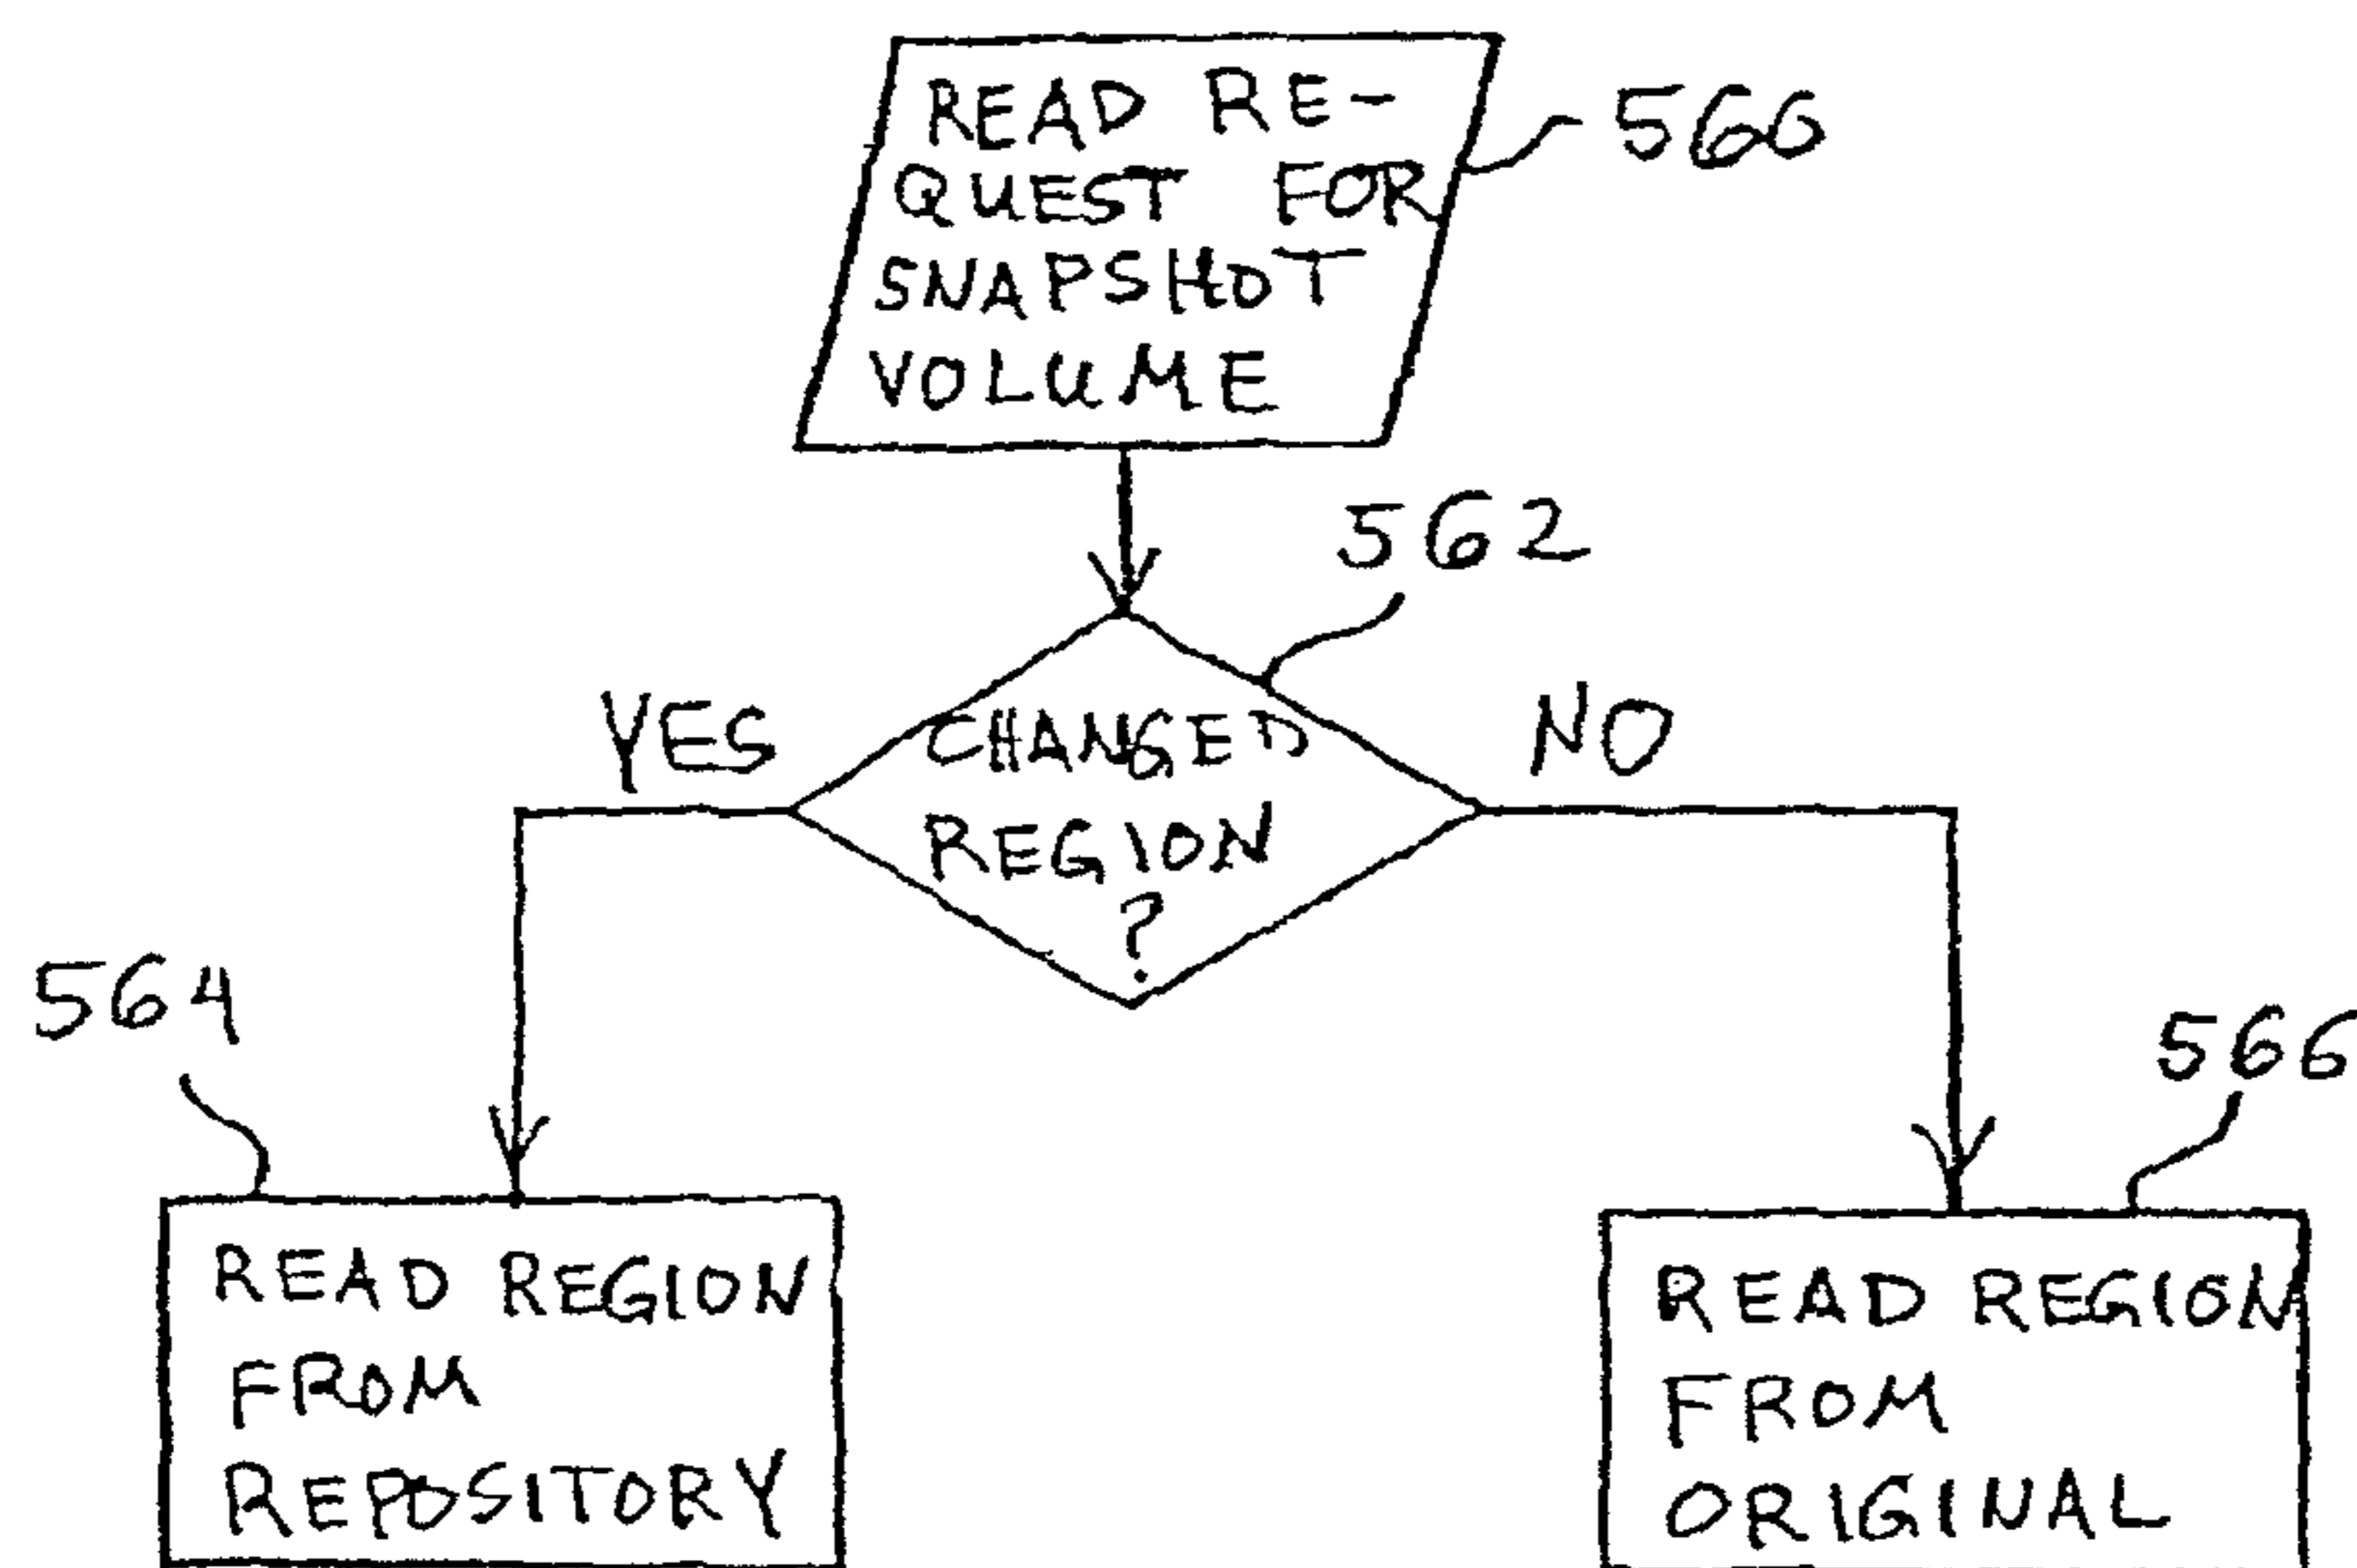 READ RE-
QUEST FOR
SNAPSHOT
VOLUME
566
562
YES
CHANGED
REGION
?
NO
564
566
READ REGION
FROM
REPOSITORY
READ REGION
FROM
ORIGINAL